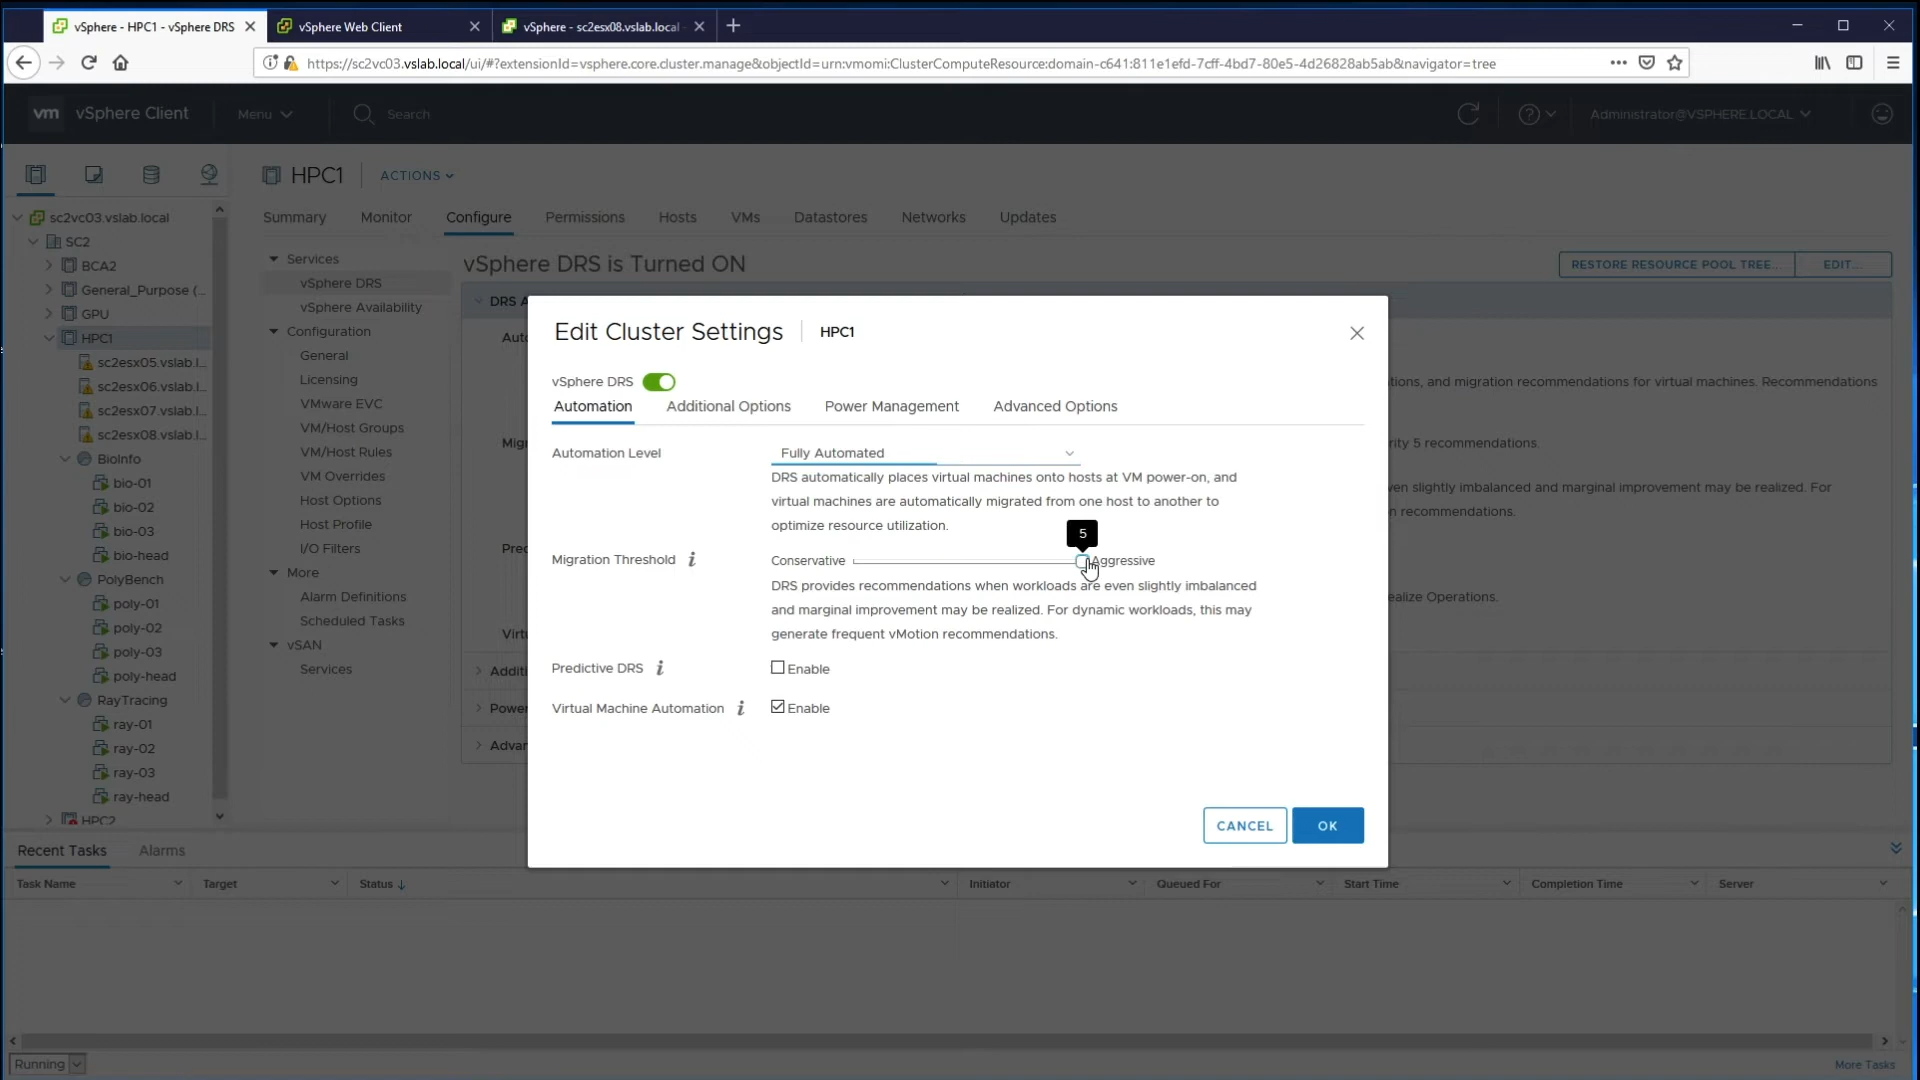 vSphere - HPC1 - vSphere DRS
vSphere Web Client
vSphere - sc2esx08.vslab.local -
https://sc2vc03.vslab.local/ui/#?extensionId=vsphere.core.cluster.manage&objectId=urn:vmomi:ClusterComputeResource:domain-c641:811e1efd-7cff-4bd7-80e5-4d26828ab5ab&navigator=tree
vm vSphere Client Menu Search Administrator@VSPHERE.LOCAL
HPC1 ACTIONS
Summary Monitor Configure Permissions Hosts VMs Datastores Networks Updates
sc2vc03.vslab.local
SC2
BCA2
General_Purpose (...
GPU
HPC1
sc2esx05.vslab.l...
sc2esx06.vslab.l...
sc2esx07.vslab.l...
sc2esx08.vslab.l...
BioInfo
bio-01
bio-02
bio-03
bio-head
PolyBench
poly-01
poly-02
poly-03
poly-head
RayTracing
ray-01
ray-02
ray-03
ray-head
HPC2
Services
vSphere DRS
vSphere Availability
Configuration
General
Licensing
VMware EVC
VM/Host Groups
VM/Host Rules
VM Overrides
Host Options
Host Profile
I/O Filters
More
Alarm Definitions
Scheduled Tasks
vSAN
Services
vSphere DRS is Turned ON
RESTORE RESOURCE POOL TREE... EDIT...
DRS A
Auto
tions, and migration recommendations for virtual machines. Recommendations
Migr
rity 5 recommendations.
en slightly imbalanced and marginal improvement may be realized. For
n recommendations.
Pred
ealize Operations.
Virtu
Additi
Power
Advan
Edit Cluster Settings HPC1
vSphere DRS
Automation Additional Options Power Management Advanced Options
Automation Level Fully Automated
DRS automatically places virtual machines onto hosts at VM power-on, and
virtual machines are automatically migrated from one host to another to
optimize resource utilization.
5
Migration Threshold i Conservative Aggressive
DRS provides recommendations when workloads are even slightly imbalanced
and marginal improvement may be realized. For dynamic workloads, this may
generate frequent vMotion recommendations.
Predictive DRS i Enable
Virtual Machine Automation i Enable
CANCEL OK
Recent Tasks Alarms
Task Name Target Status Initiator Queued For Start Time Completion Time Server
Running
More Tasks